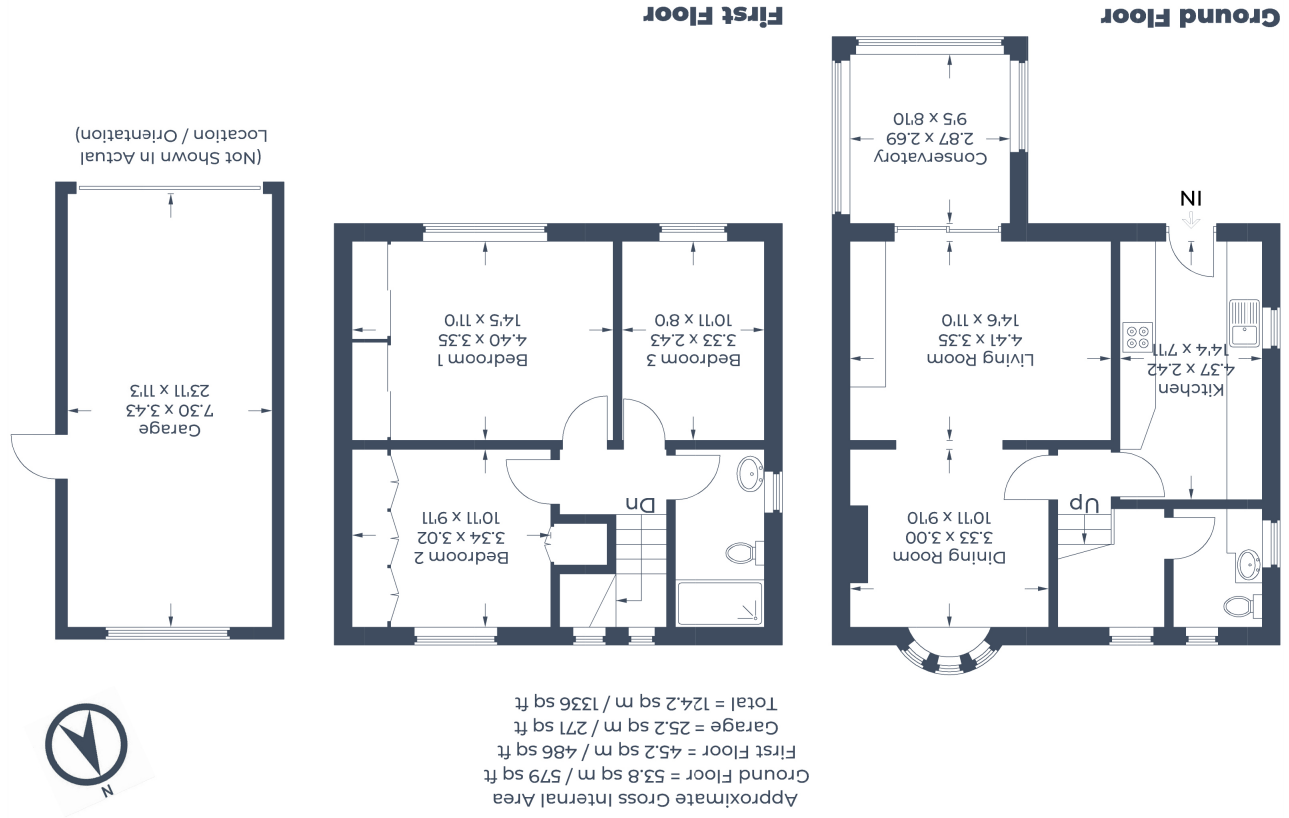 Approximate Gross Internal Area
Ground Floor = 53.8 sq m / 579 sq ft
First Floor = 45.2 sq m / 486 sq ft
Garage = 25.2 sq m / 271 sq ft
Total = 124.2 sq m / 1336 sq ft
N
Dining Room
3.33 x 3.00
10'11 x 9'10
Up
Kitchen
4.37 x 2.42
14'4 x 7'11
Living Room
4.41 x 3.35
14'6 x 11'0
IN
Conservatory
2.87 x 2.69
9'5 x 8'10
Ground Floor
Bedroom 2
3.34 x 3.02
10'11 x 9'11
Dn
Bedroom 3
3.33 x 2.43
10'11 x 8'0
Bedroom 1
4.40 x 3.35
14'5 x 11'0
First Floor
Garage
7.30 x 3.43
23'11 x 11'3
(Not Shown In Actual
Location / Orientation)